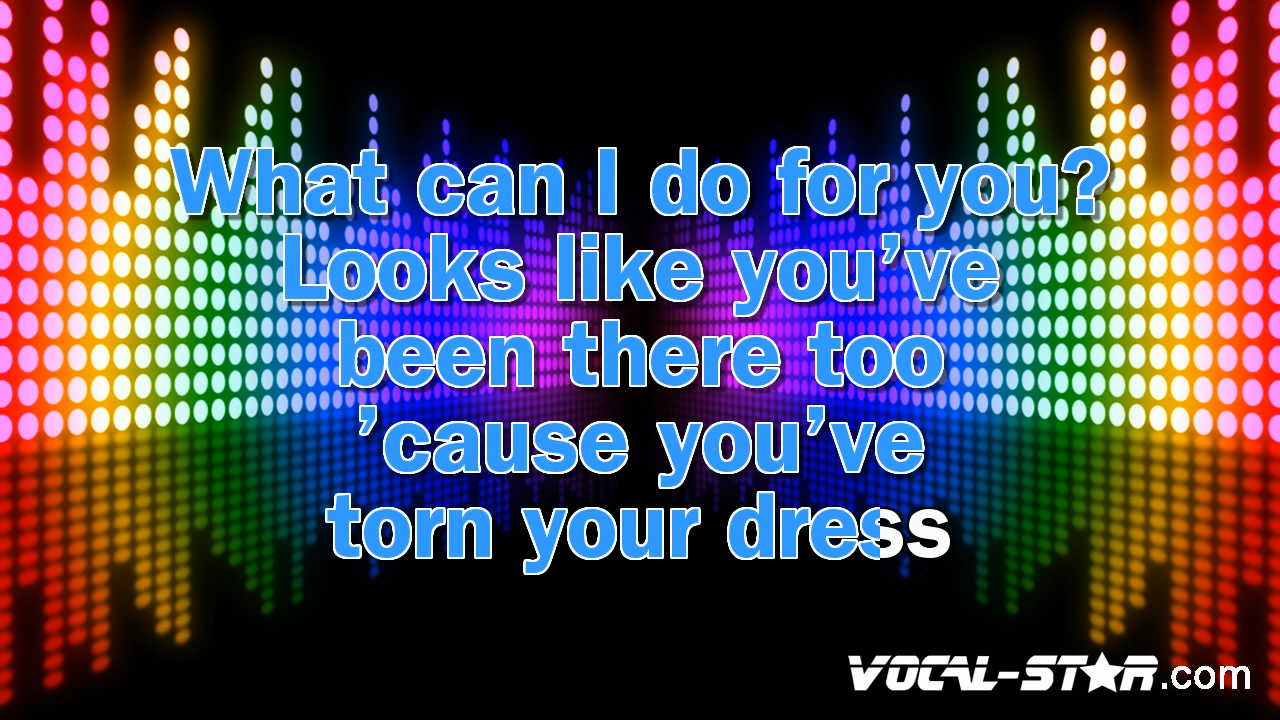 What can I do for you?
Looks like you’ve
been there too
’cause you’ve
torn your dress
VOCAL-STAR.com